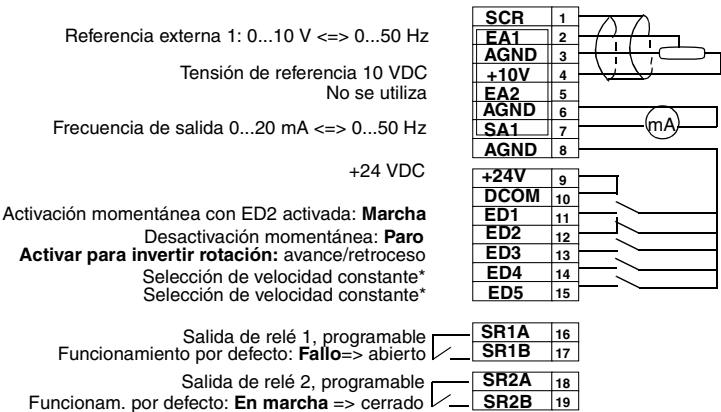 SCR 1
Referencia externa 1: 0...10 V <=> 0...50 Hz EA1 2
AGND 3
Tensión de referencia 10 VDC +10V 4
No se utiliza EA2 5
AGND 6
Frecuencia de salida 0...20 mA <=> 0...50 Hz SA1 7
mA
AGND 8
+24 VDC +24V 9
DCOM 10
Activación momentánea con ED2 activada: Marcha ED1 11
Desactivación momentánea: Paro ED2 12
Activar para invertir rotación: avance/retroceso ED3 13
Selección de velocidad constante* ED4 14
Selección de velocidad constante* ED5 15
Salida de relé 1, programable SR1A 16
Funcionamiento por defecto: Fallo=> abierto SR1B 17
Salida de relé 2, programable SR2A 18
Funcionam. por defecto: En marcha => cerrado SR2B 19